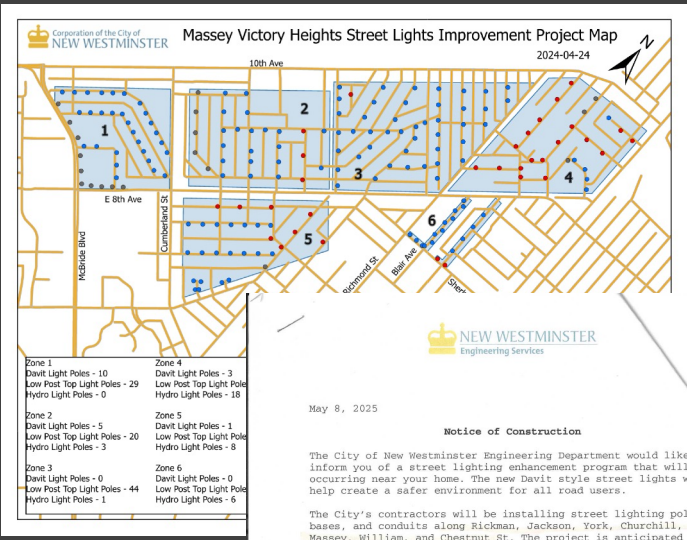 Corporation of the City of
NEW WESTMINSTER
Massey Victory Heights Street Lights Improvement Project Map
2024-04-24
N
10th Ave
1
2
3
4
E 8th Ave
Cumberland St
McBride Blvd
5
6
Richmond St
Blair Ave
Zone 1
Davit Light Poles - 10
Low Post Top Light Poles - 29
Hydro Light Poles - 0
Zone 2
Davit Light Poles - 5
Low Post Top Light Poles - 20
Hydro Light Poles - 3
Zone 3
Davit Light Poles - 0
Low Post Top Light Poles - 44
Hydro Light Poles - 1
Zone 4
Davit Light Poles - 3
Low Post Top Light Pole
Hydro Light Poles - 18
Zone 5
Davit Light Poles - 1
Low Post Top Light Pole
Hydro Light Poles - 8
Zone 6
Davit Light Poles - 0
Low Post Top Light Pole
Hydro Light Poles - 6
NEW WESTMINSTER
Engineering Services
May 8, 2025
Notice of Construction
The City of New Westminster Engineering Department would like
inform you of a street lighting enhancement program that will
occurring near your home. The new Davit style street lights w
help create a safer environment for all road users.
The City's contractors will be installing street lighting pol
bases, and conduits along Rickman, Jackson, York, Churchill,
Massey, William, and Chestnut St. The project is anticipated